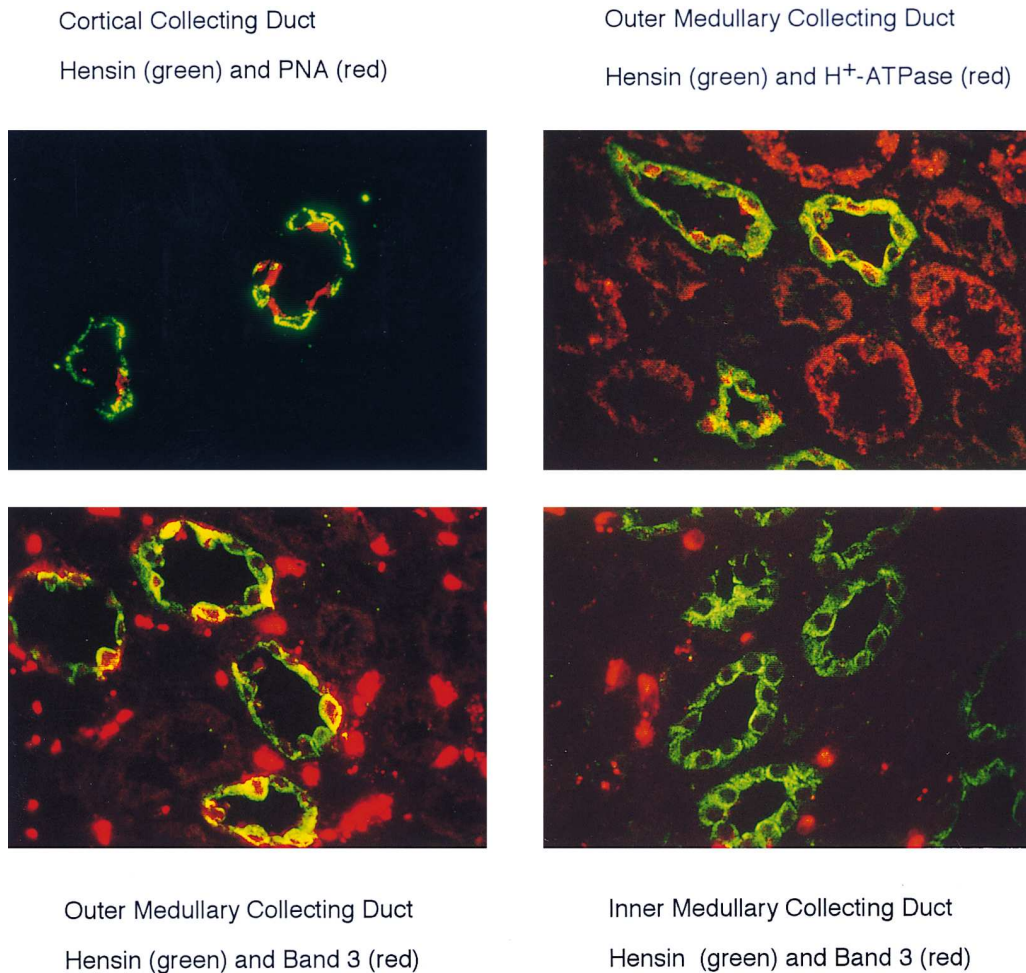 Cortical Collecting Duct
Hensin (green) and PNA (red)
Outer Medullary Collecting Duct
Hensin (green) and H+-ATPase (red)
Outer Medullary Collecting Duct
Hensin (green) and Band 3 (red)
Inner Medullary Collecting Duct
Hensin (green) and Band 3 (red)